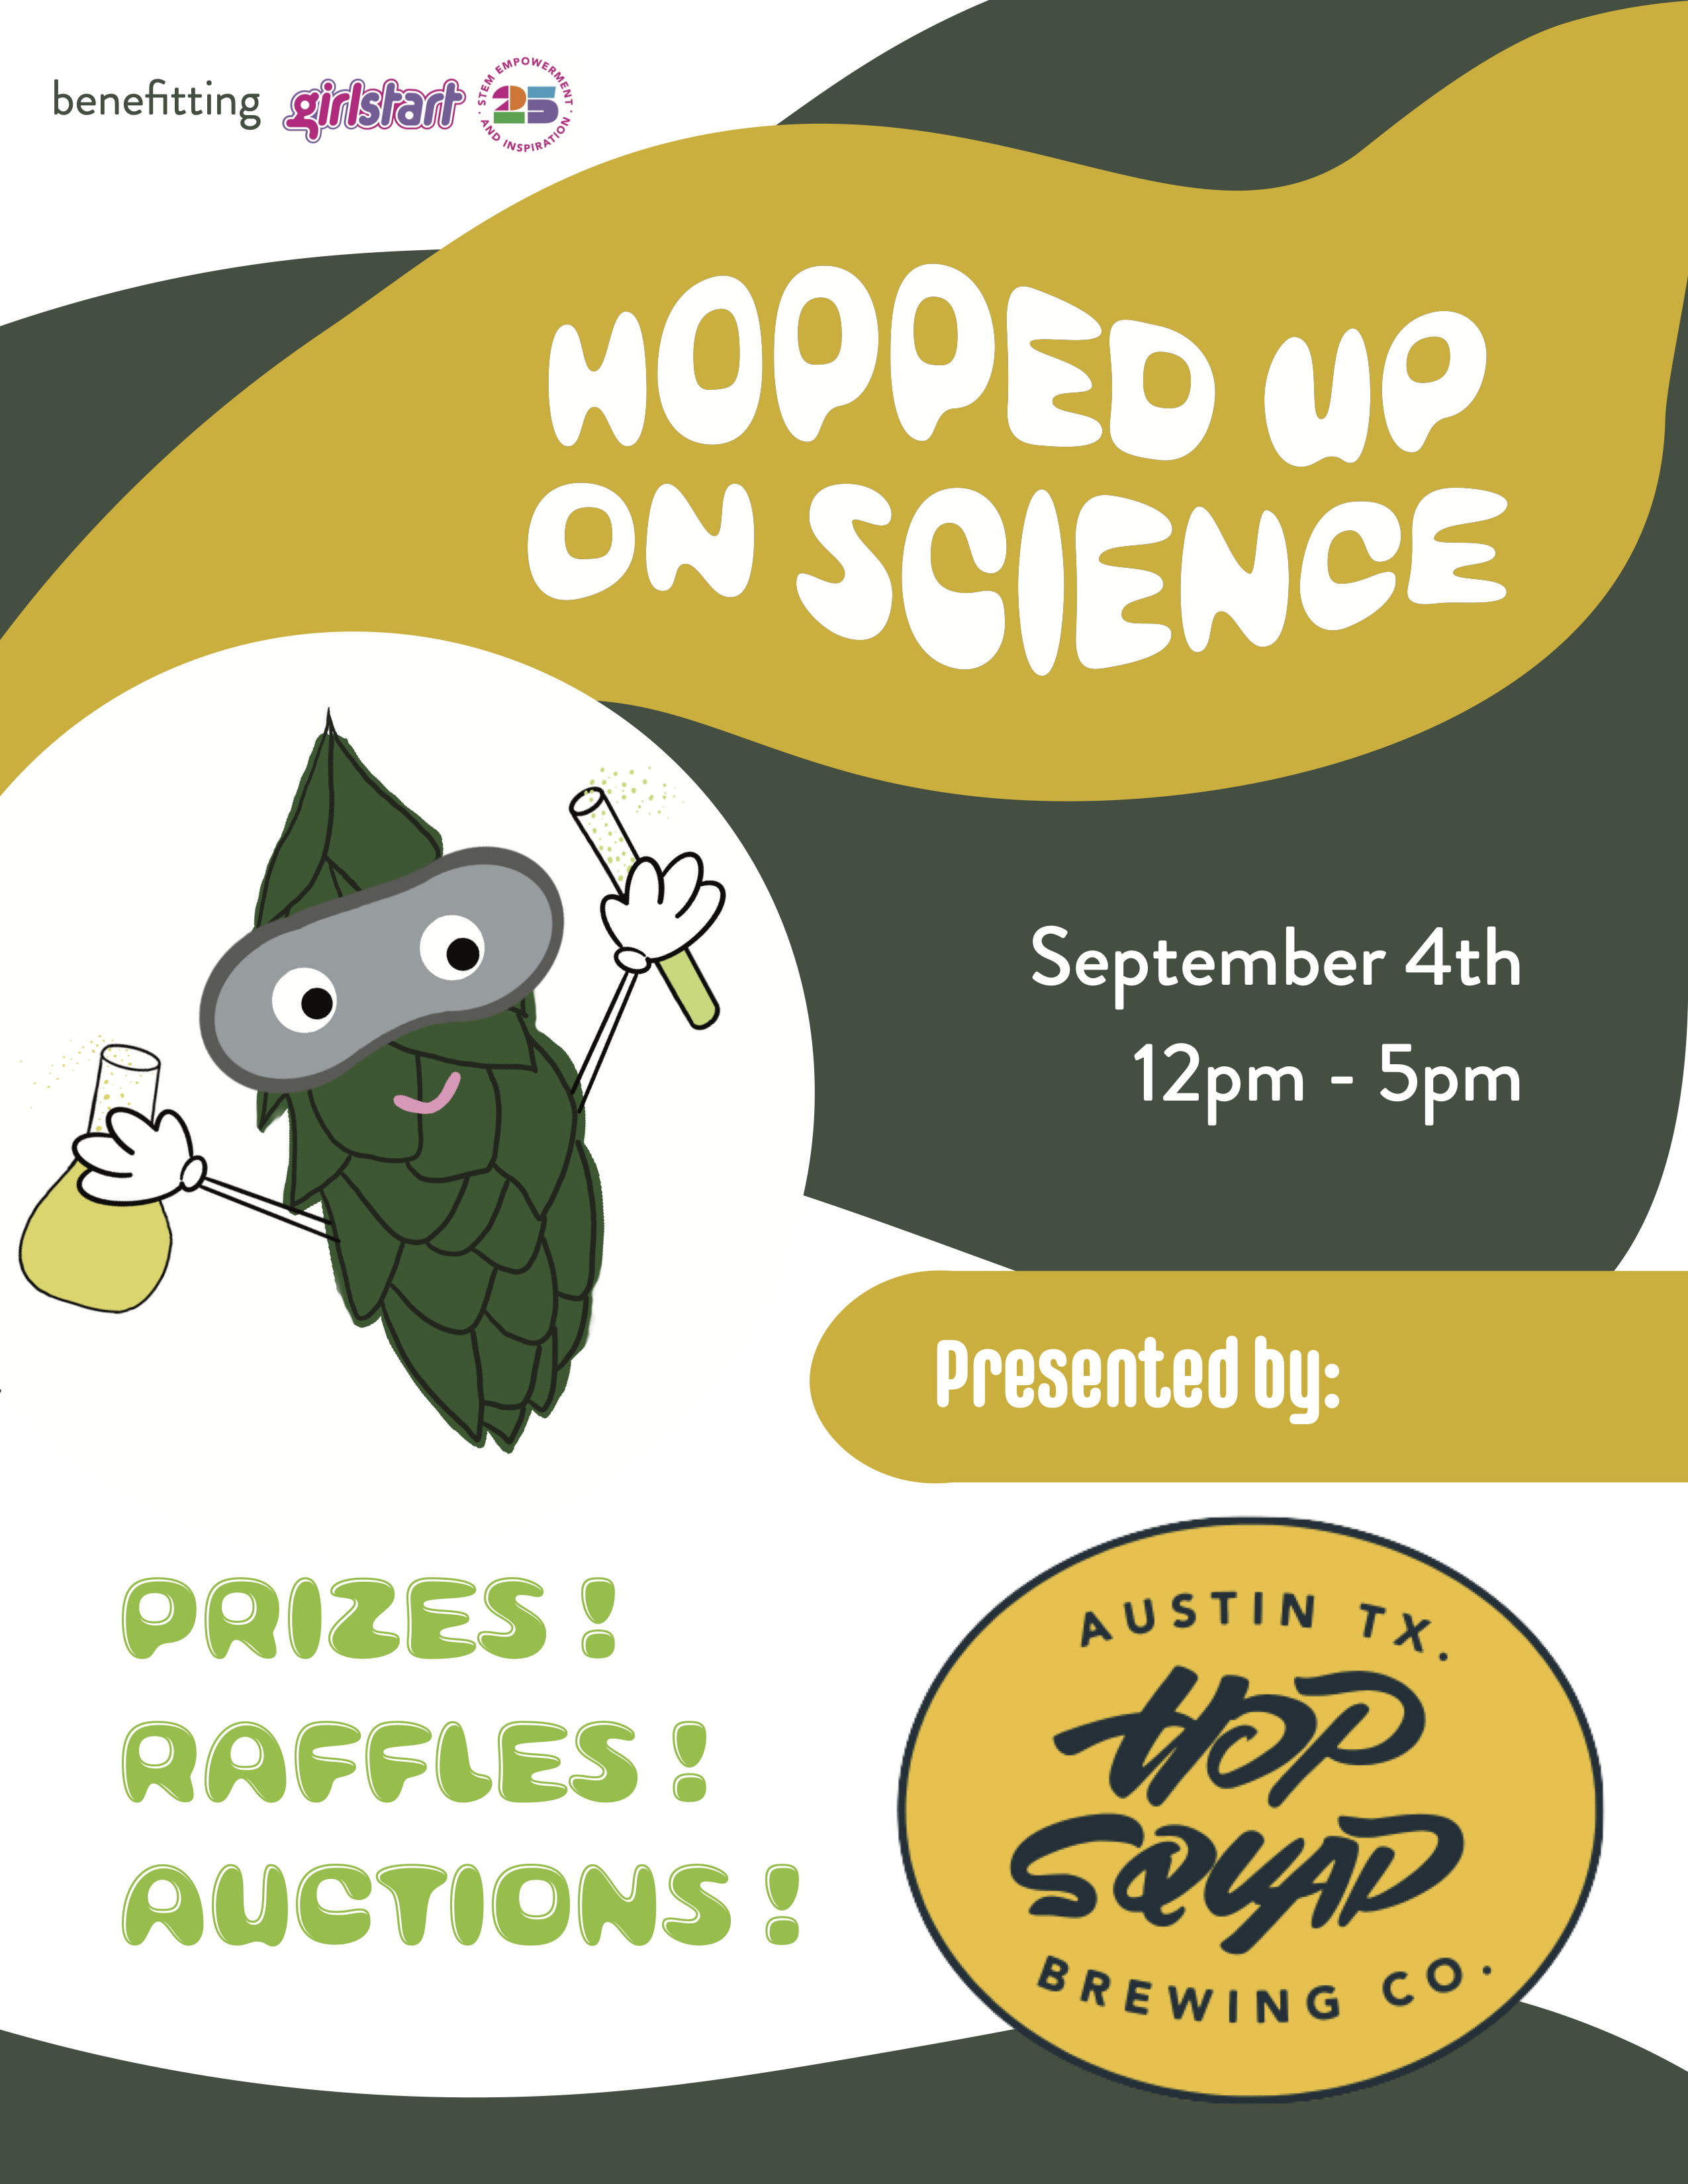 benefitting girlstart
STEM EMPOWERMENT
25
AND INSPIRATION
HOPPED UP
ON SCIENCE
September 4th
12pm - 5pm
Presented by:
PRIZES!
RAFFLES!
AUCTIONS!
AUSTIN TX.
HOP
SQUAD
BREWING CO.